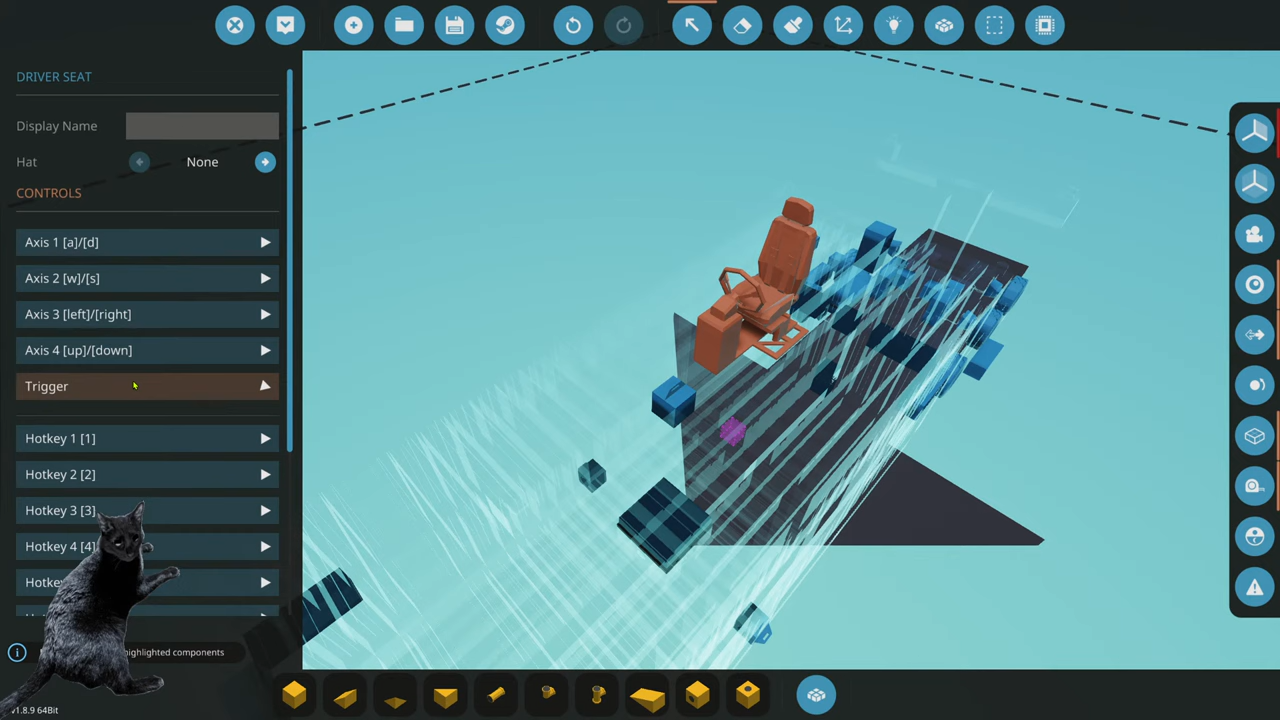 DRIVER SEAT
Display Name
Hat None
CONTROLS
Axis 1 [a]/[d]
Axis 2 [w]/[s]
Axis 3 [left]/[right]
Axis 4 [up]/[down]
Trigger
Hotkey 1 [1]
Hotkey 2 [2]
Hotkey 3 [3]
Hotkey 4 [4]
highlighted components
v1.8.9 64Bit